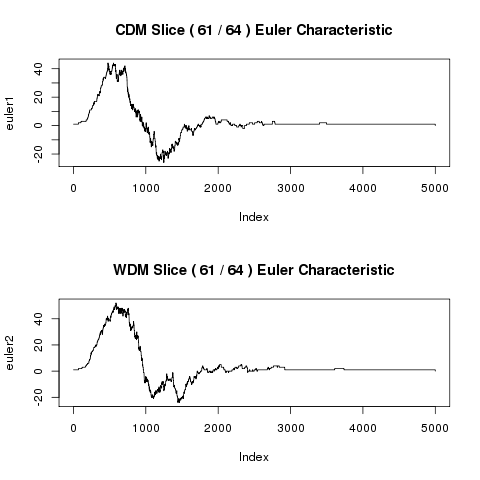 CDM Slice ( 61 / 64 ) Euler Characteristic
euler1
40
20
0
-20
0 1000 2000 3000 4000 5000
Index
WDM Slice ( 61 / 64 ) Euler Characteristic
euler2
40
20
0
-20
0 1000 2000 3000 4000 5000
Index